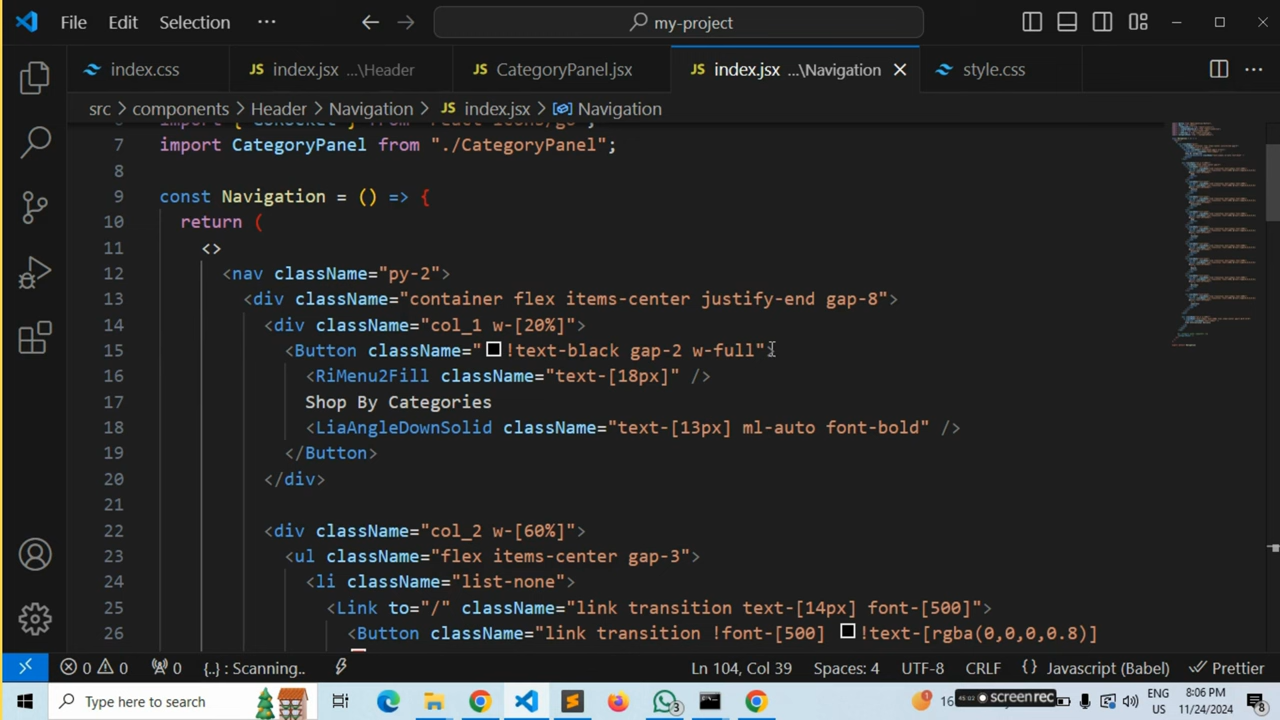 File Edit Selection ··· my-project
index.css index.jsx ...\Header CategoryPanel.jsx index.jsx ...\Navigation style.css
src > components > Header > Navigation > index.jsx > Navigation
7 import CategoryPanel from "./CategoryPanel";
8
9 const Navigation = () => {
10 return (
11 <>
12 <nav className="py-2">
13 <div className="container flex items-center justify-end gap-8">
14 <div className="col_1 w-[20%]">
15 <Button className="!text-black gap-2 w-full">
16 <RiMenu2Fill className="text-[18px]" />
17 Shop By Categories
18 <LiaAngleDownSolid className="text-[13px] ml-auto font-bold" />
19 </Button>
20 </div>
21
22 <div className="col_2 w-[60%]">
23 <ul className="flex items-center gap-3">
24 <li className="list-none">
25 <Link to="/" className="link transition text-[14px] font-[500]">
26 <Button className="link transition !font-[500] !text-[rgba(0,0,0,0.8)]
0 0 0 {..} : Scanning.. Ln 104, Col 39 Spaces: 4 UTF-8 CRLF {} Javascript (Babel) Prettier
Type here to search 3 16 screenrec ENG US 8:06 PM 11/24/2024 8